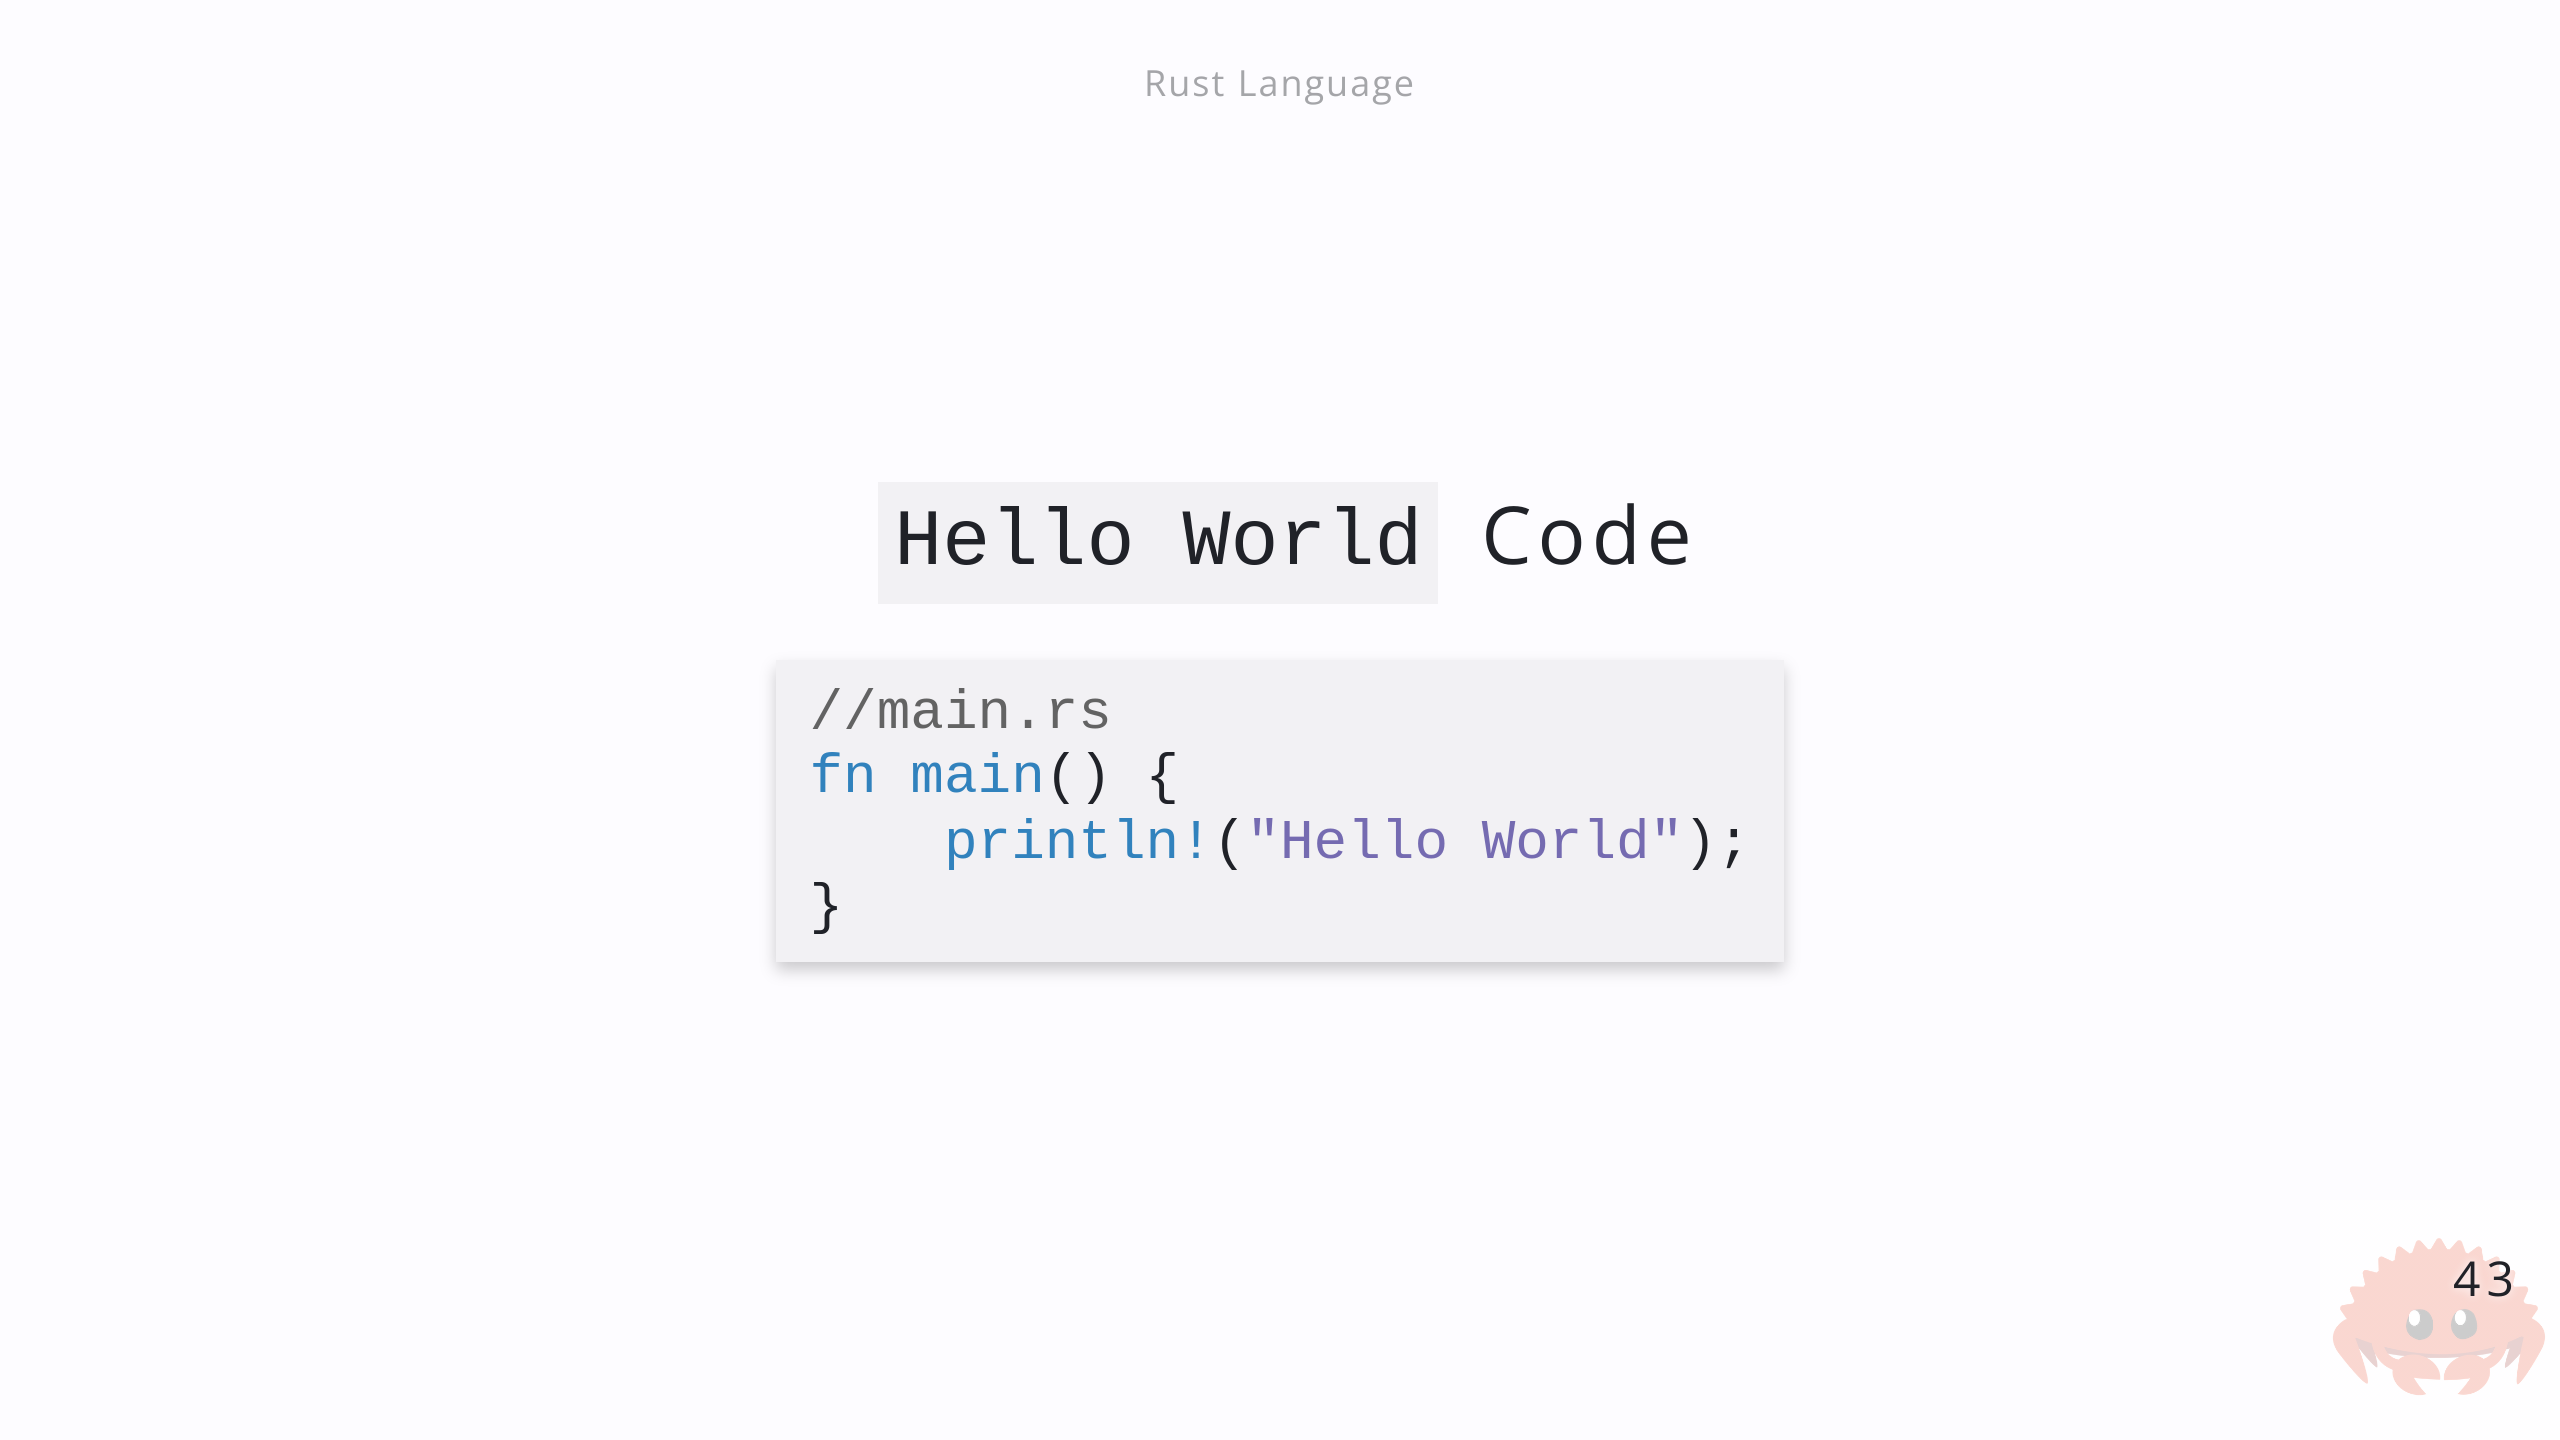 Rust Language
Hello World Code
//main.rs
fn main() {
    println!("Hello World");
}
43